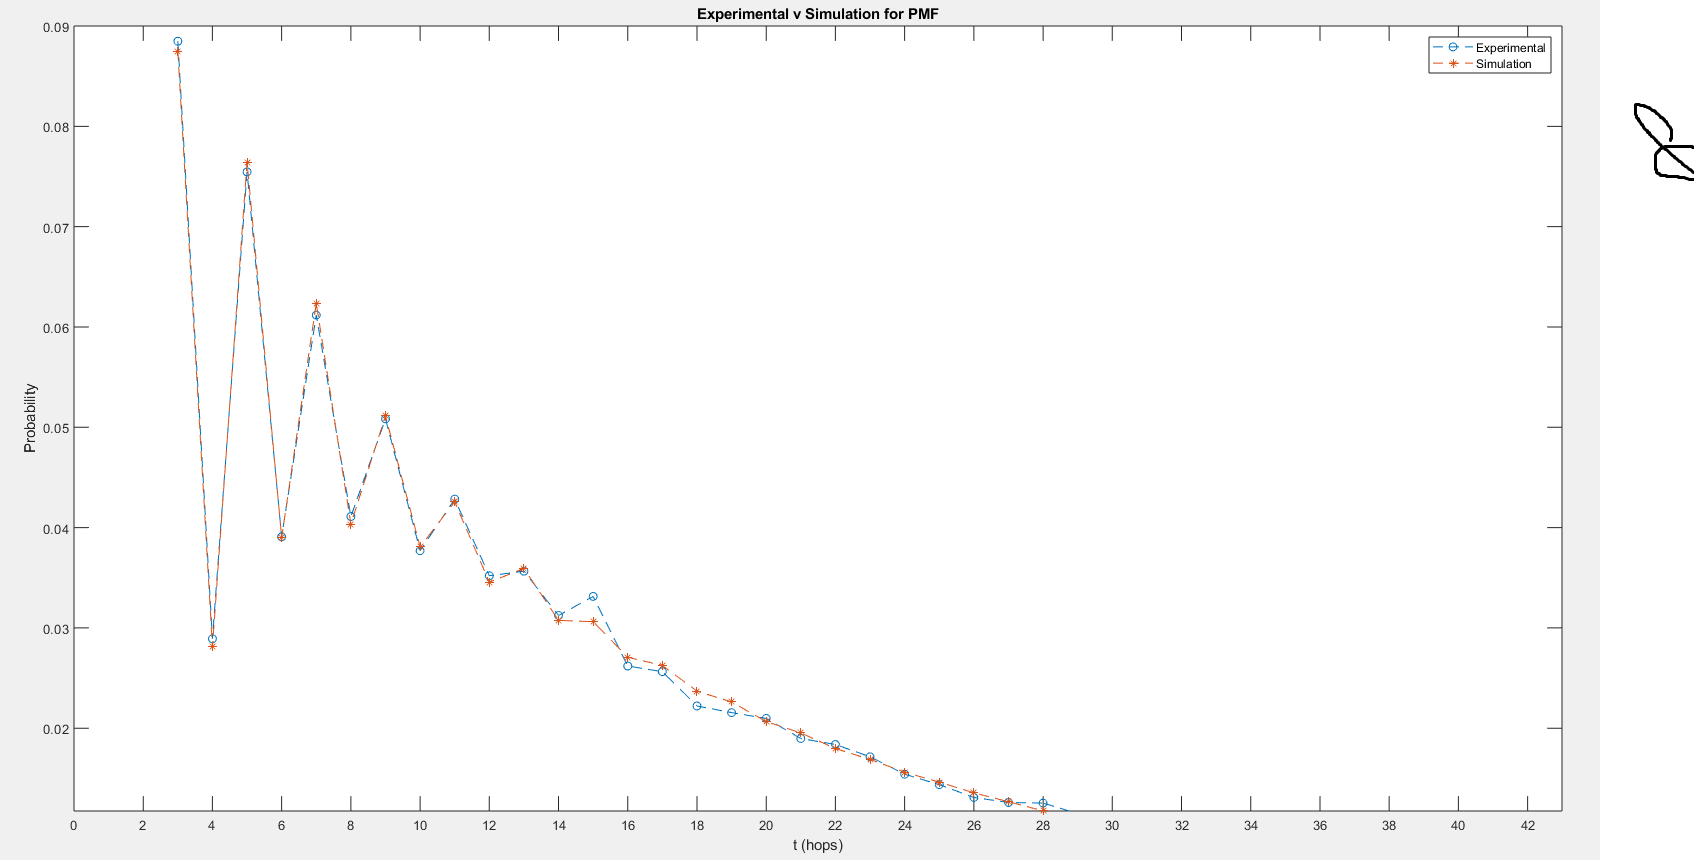 Experimental v Simulation for PMF
Experimental
Simulation
0.09
0.08
0.07
0.06
0.05
0.04
0.03
0.02
Probability
0 2 4 6 8 10 12 14 16 18 20 22 24 26 28 30 32 34 36 38 40 42
t (hops)